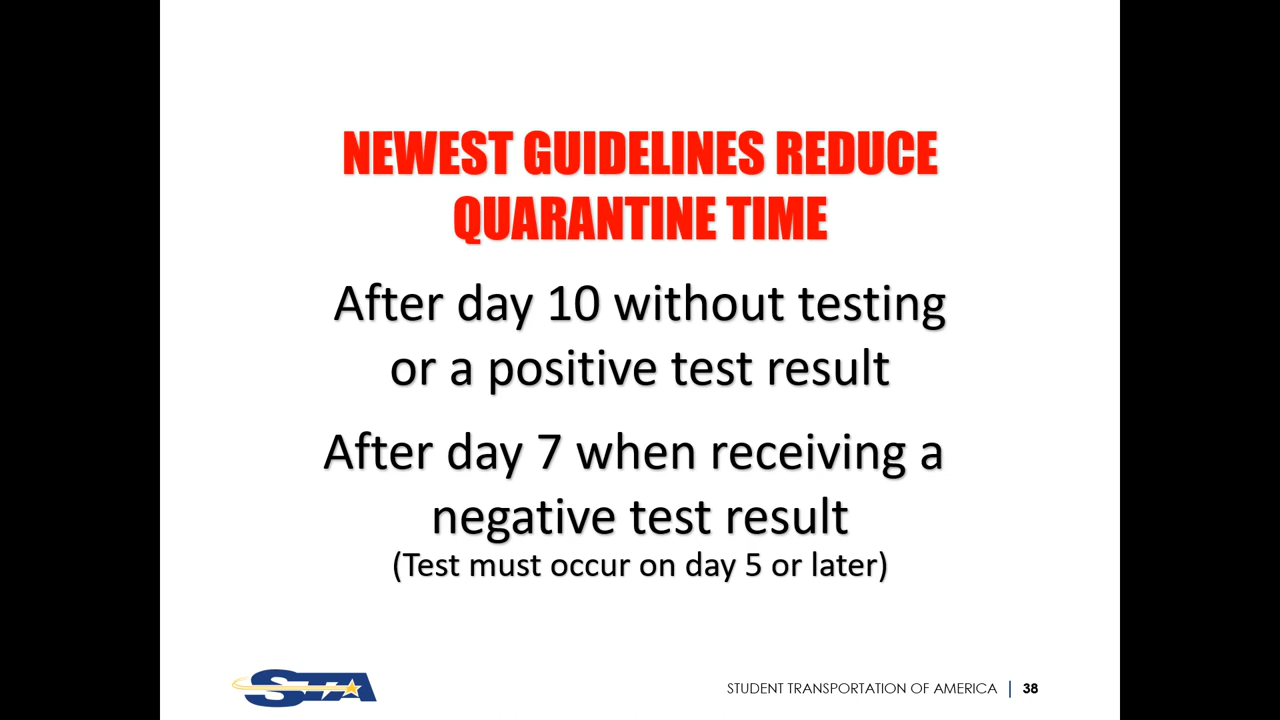 NEWEST GUIDELINES REDUCE
QUARANTINE TIME
After day 10 without testing
or a positive test result
After day 7 when receiving a
negative test result
(Test must occur on day 5 or later)
STA
STUDENT TRANSPORTATION OF AMERICA | 38